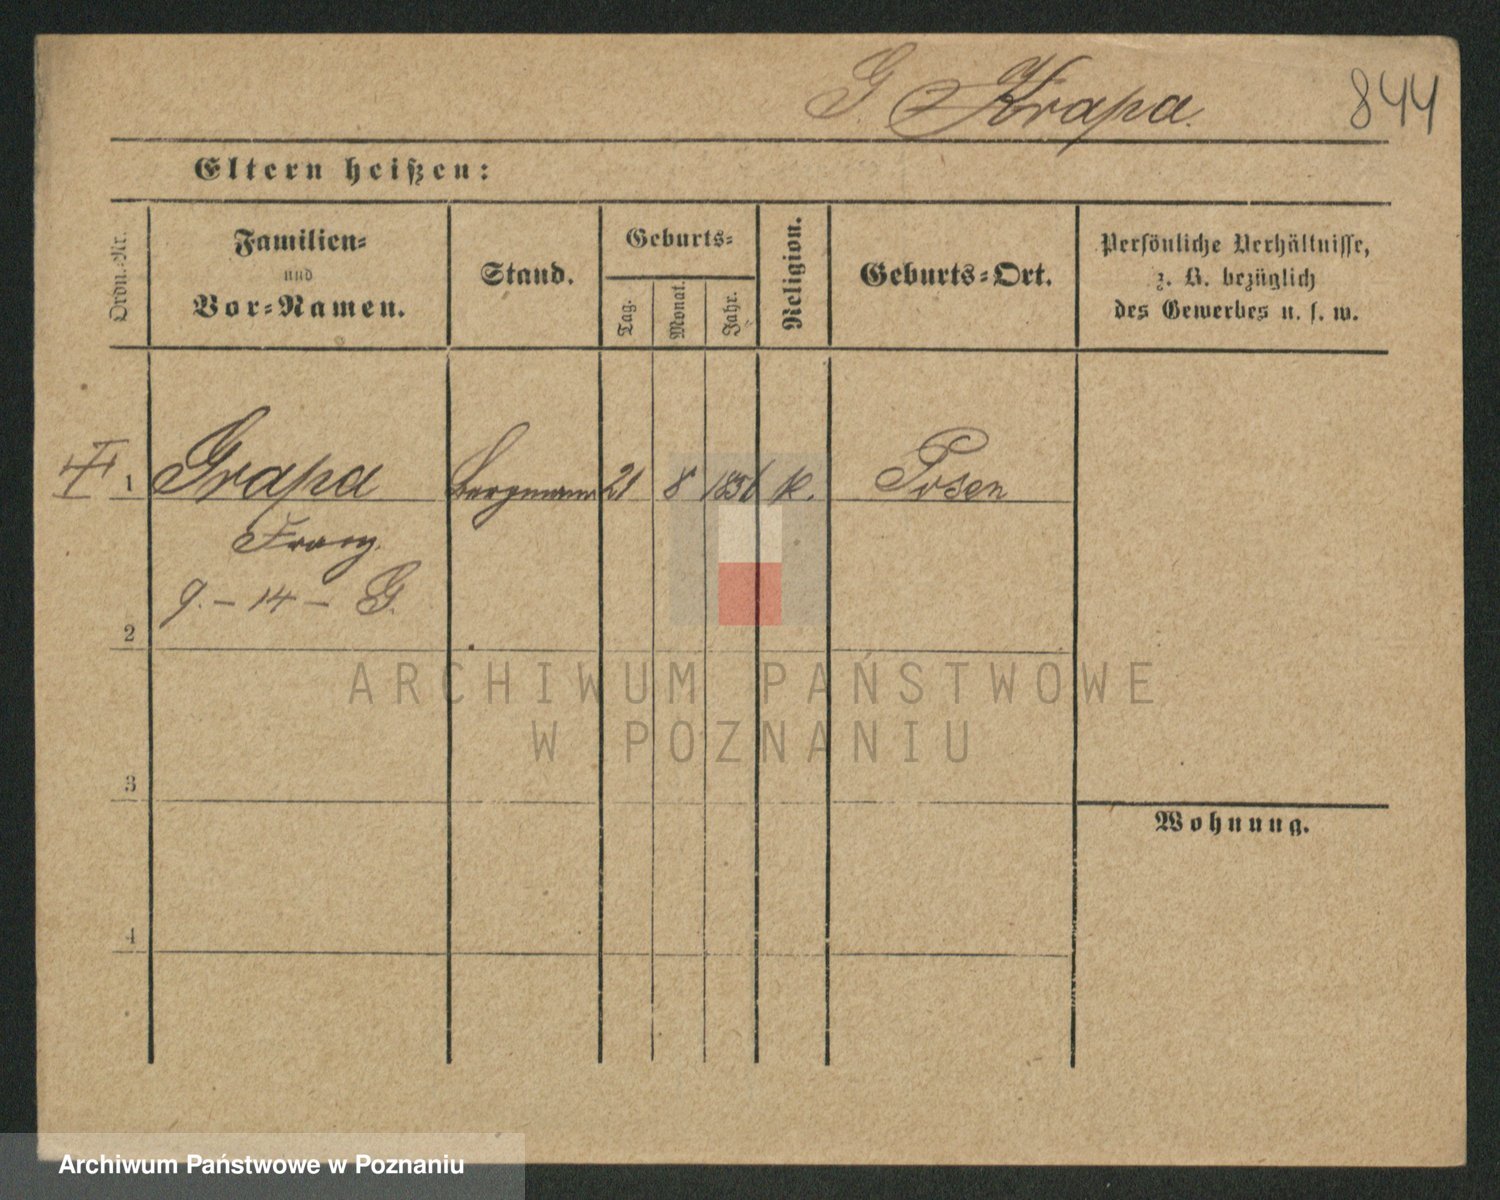 G Krapa.
844
Eltern heißen:
Ordn.-Nr.
Familien-
und
Vor-Namen.
Stand.
Geburts-
Tag.
Monat.
Jahr.
Religion.
Geburts-Ort.
Persönliche Verhältnisse,
z. B. bezüglich
des Gewerbes u. s. w.
1 Grapa Bergmann 21 8 1856 K. Posen
Franz
9. - 14 - G.
2
3
Wohnung.
4
ARCHIWUM PAŃSTWOWE
W POZNANIU
Archiwum Państwowe w Poznaniu